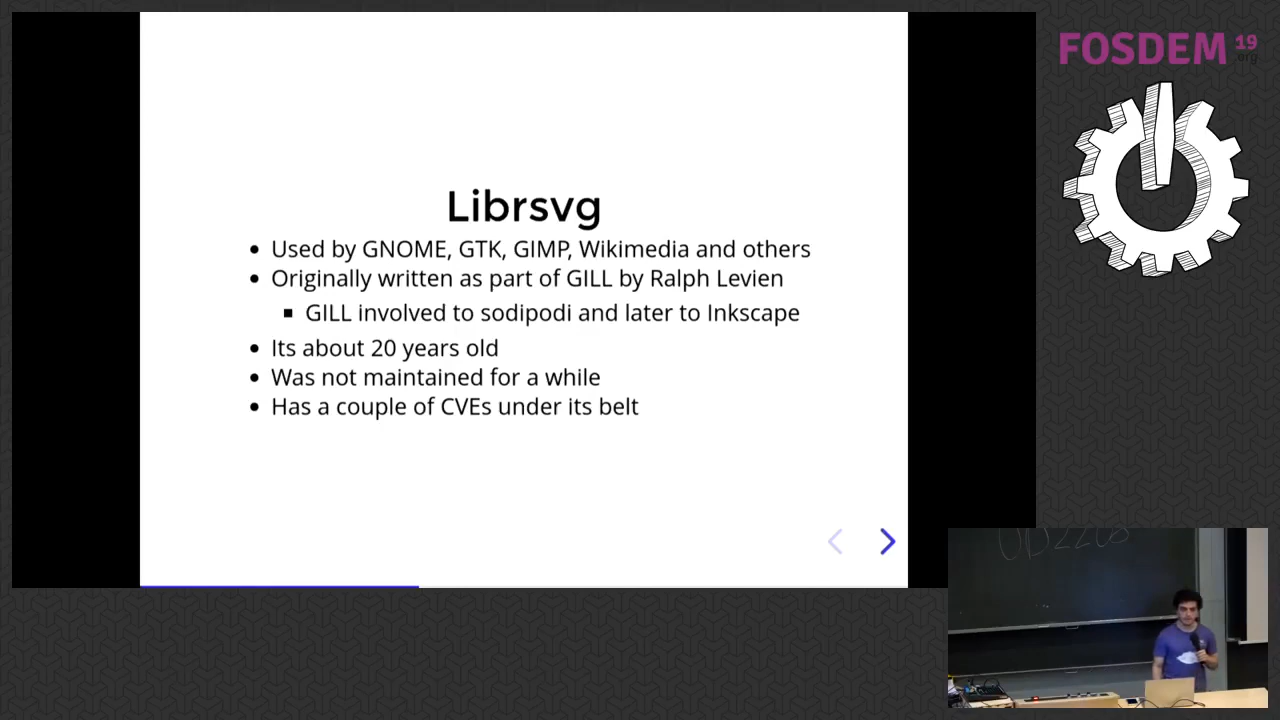 FOSDEM 19
.org
Librsvg
Used by GNOME, GTK, GIMP, Wikimedia and others
Originally written as part of GILL by Ralph Levien
GILL involved to sodipodi and later to Inkscape
Its about 20 years old
Was not maintained for a while
Has a couple of CVEs under its belt